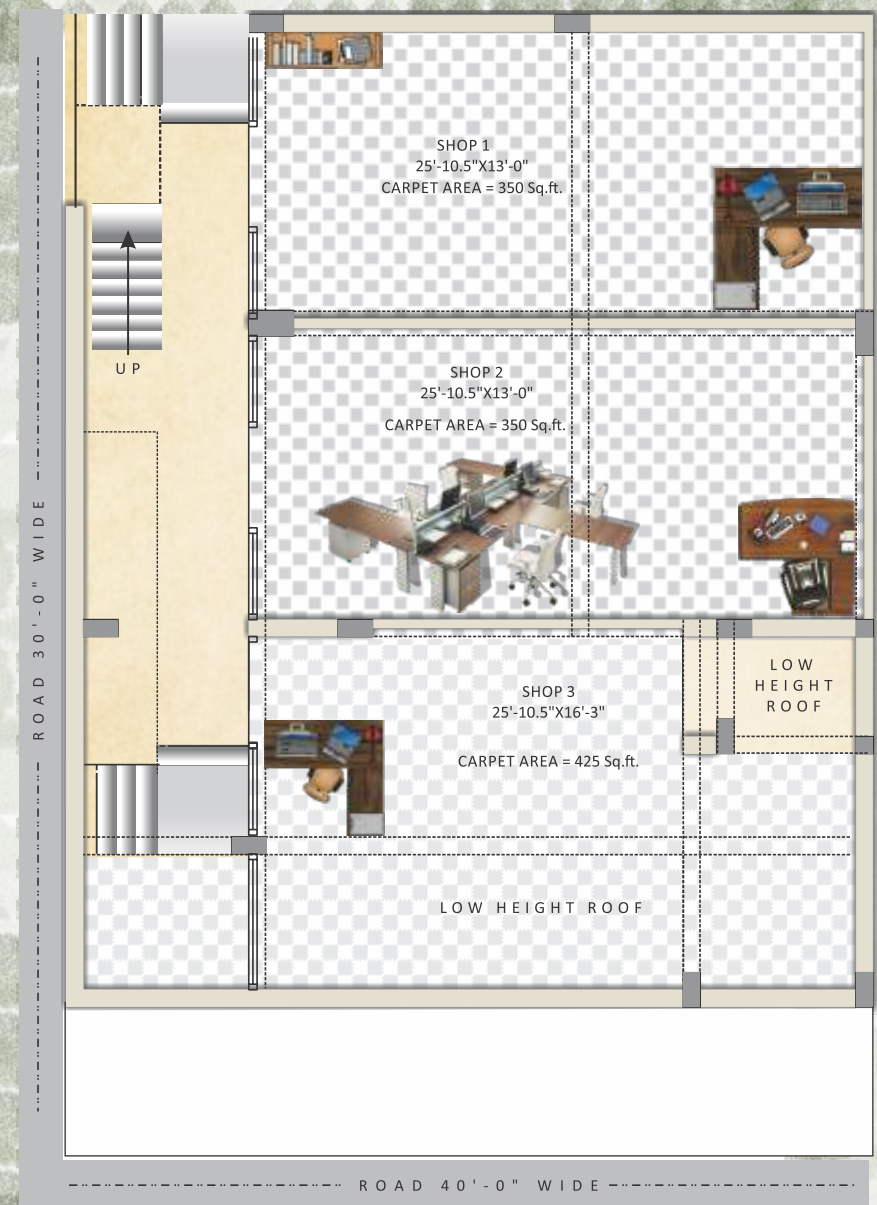 SHOP 1
25'-10.5"X13'-0"
CARPET AREA = 350 Sq.ft.
UP
SHOP 2
25'-10.5"X13'-0"
CARPET AREA = 350 Sq.ft.
ROAD 30'-0" WIDE
LOW
HEIGHT
ROOF
SHOP 3
25'-10.5"X16'-3"
CARPET AREA = 425 Sq.ft.
LOW HEIGHT ROOF
ROAD 40'-0" WIDE